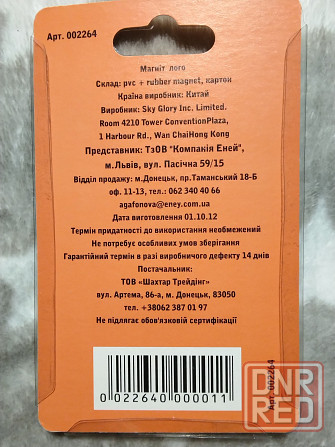 Арт. 002264
Магніт лого
Склад: pvc + rubber magnet, картон
Країна виробник: Китай
Виробник: Sky Glory Inc. Limited.
Room 4210 Tower ConventionPlaza,
1 Harbour Rd., Wan ChaiHong Kong
Представник: ТзОВ "Компакія Еней",
м.Львів, вул. Пасічна 59/15
Відділ продажу: м.Донецьк, пр.Таманський 18-Б
оф. 11-13, тел.: 062 340 40 66
agafonova@eney.com.ua
Дата виготовлення 01.10.12
Термін придатності до використання необмежений
Не потребує особливих умов зберігання
Гарантійний термін в разі виробничого дефекту 14 днів
Постачальник:
ТОВ «Шахтар Трейдінг»
вул. Артема, 86-а, м. Донецьк, 83050
тел. +38062 387 01 97
Не підлягає обов'язковій сертифікації
0 022640 000011
Арт. 002264
DNR
RED